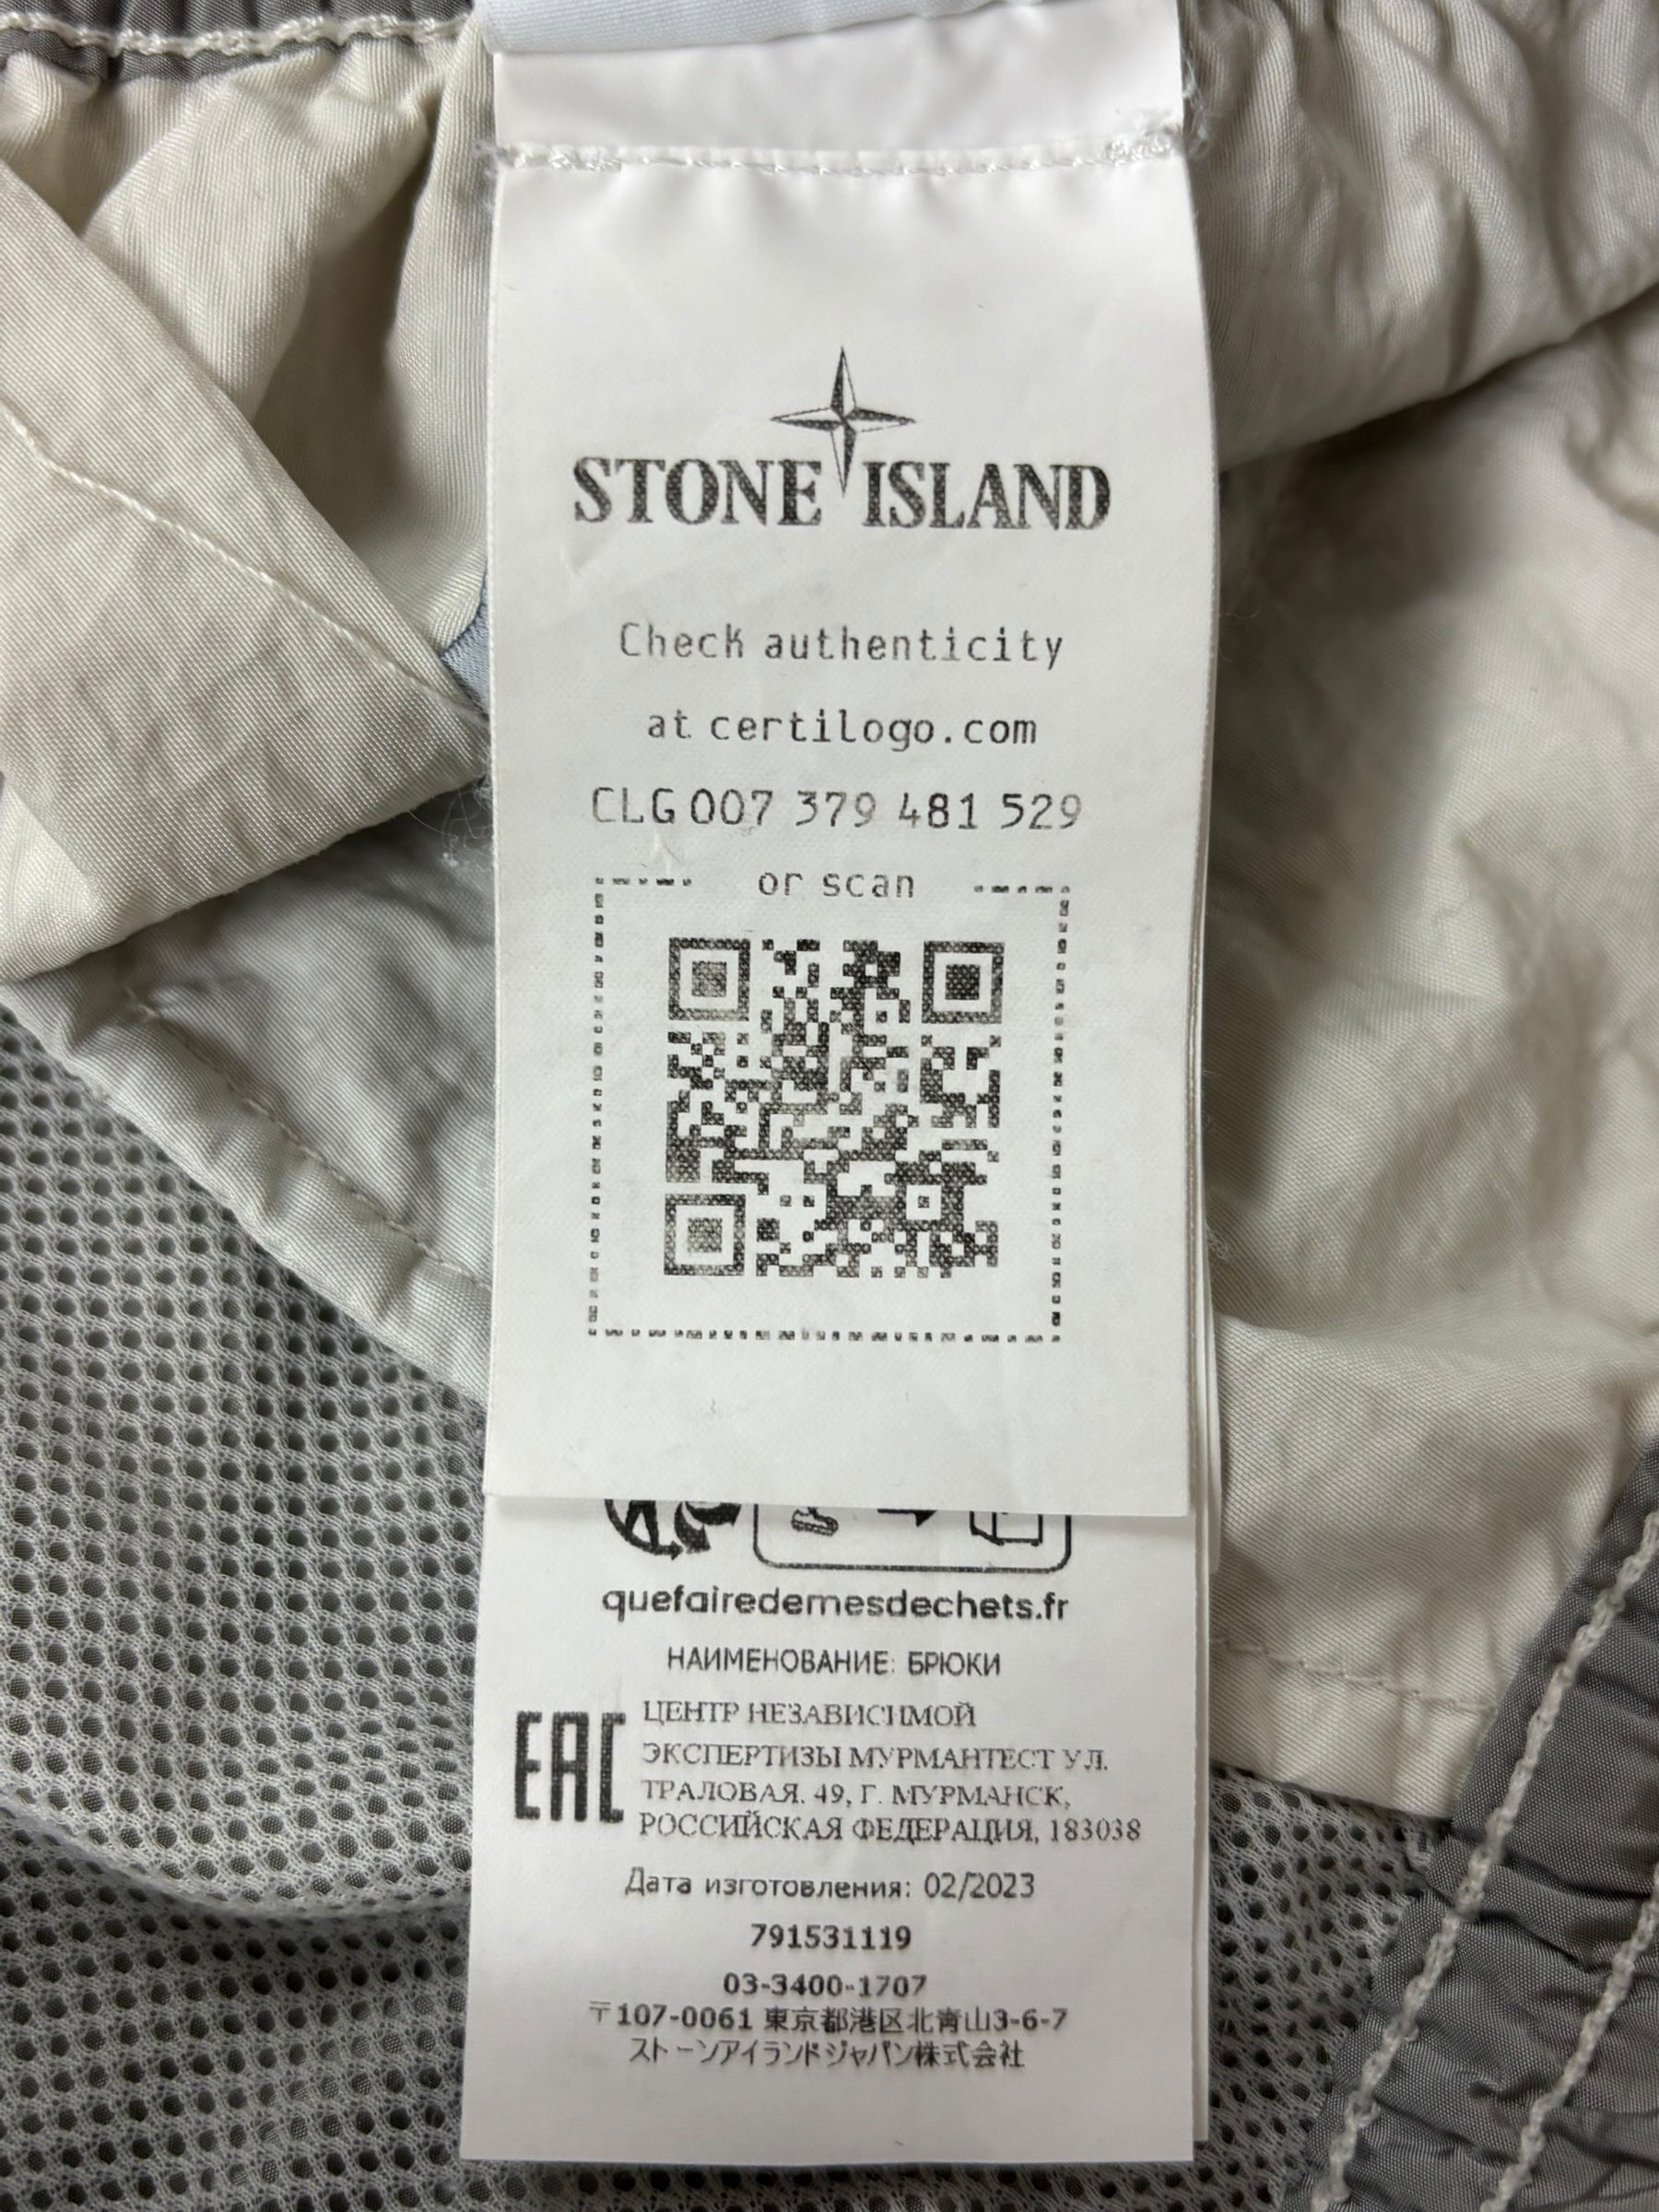 STONE ISLAND
Check authenticity
at certilogo.com
CLG 007 379 481 529
or scan
quefairedemesdechets.fr
НАИМЕНОВАНИЕ: БРЮКИ
EAC
ЦЕНТР НЕЗАВИСИМОЙ
ЭКСПЕРТИЗЫ МУРМАНТЕСТ УЛ.
ТРАЛОВАЯ. 49, Г. МУРМАНСК,
РОССИЙСКАЯ ФЕДЕРАЦИЯ, 183038
Дата изготовления: 02/2023
791531119
03-3400-1707
〒107-0061 東京都港区北青山3-6-7
ストーンアイランドジャパン株式会社